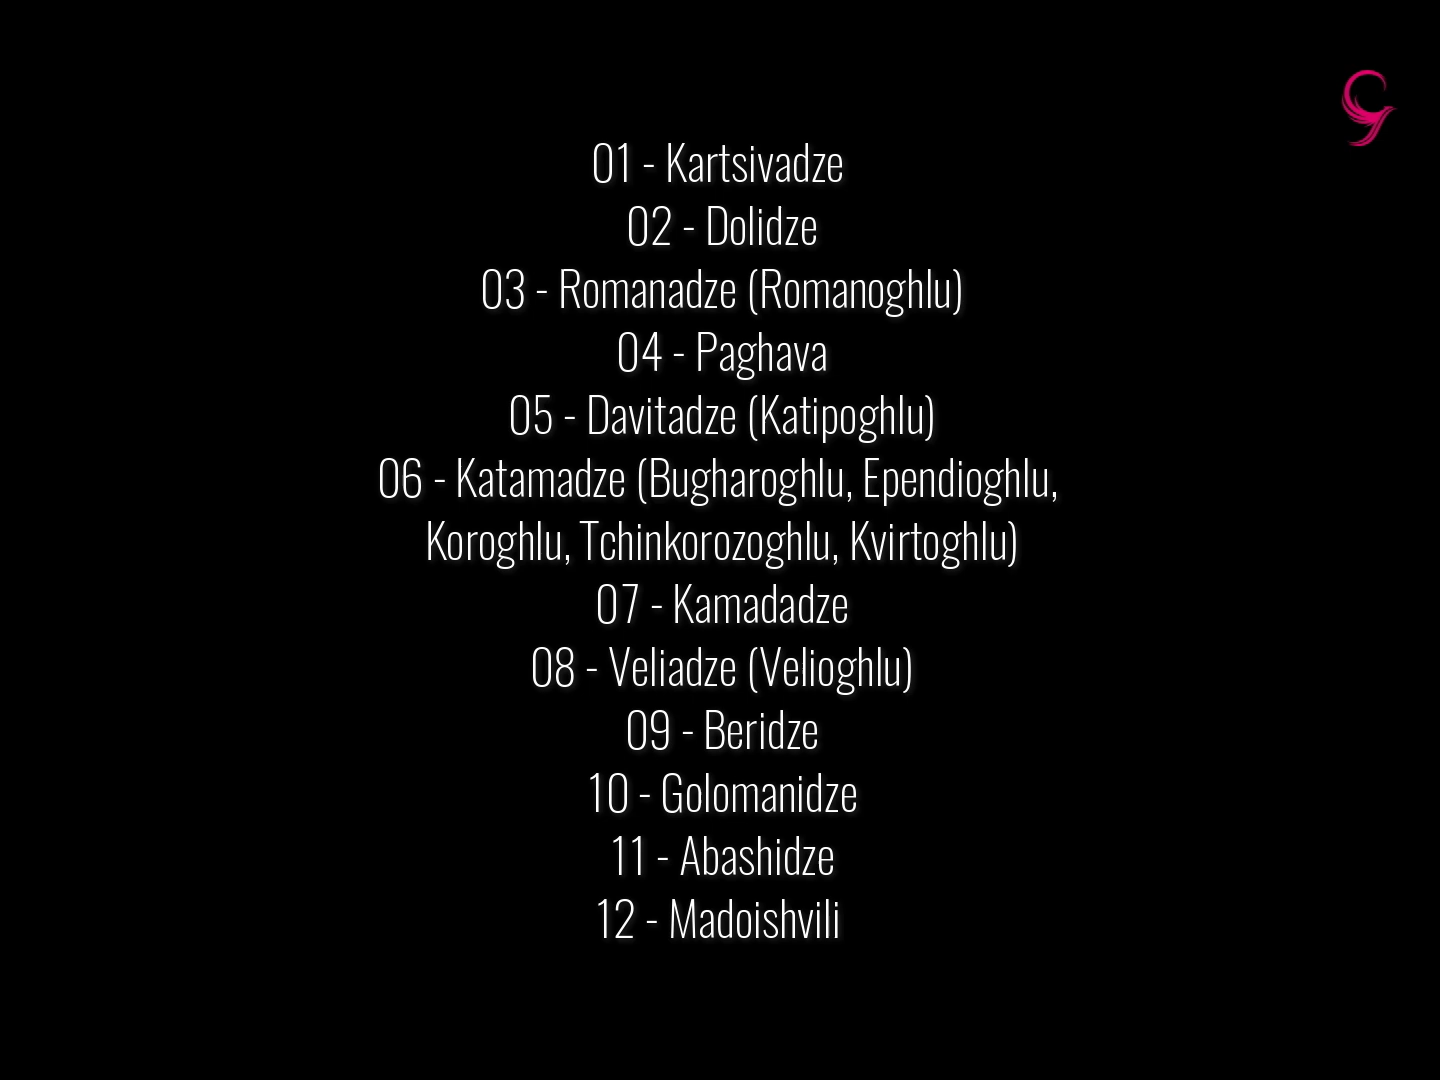 01 - Kartsivadze
02 - Dolidze
03 - Romanadze (Romanoghlu)
04 - Paghava
05 - Davitadze (Katipoghlu)
06 - Katamadze (Bugharoghlu, Ependioghlu,
Koroghlu, Tchinkorozoghlu, Kvirtoghlu)
07 - Kamadadze
08 - Veliadze (Velioghlu)
09 - Beridze
10 - Golomanidze
11 - Abashidze
12 - Madoishvili